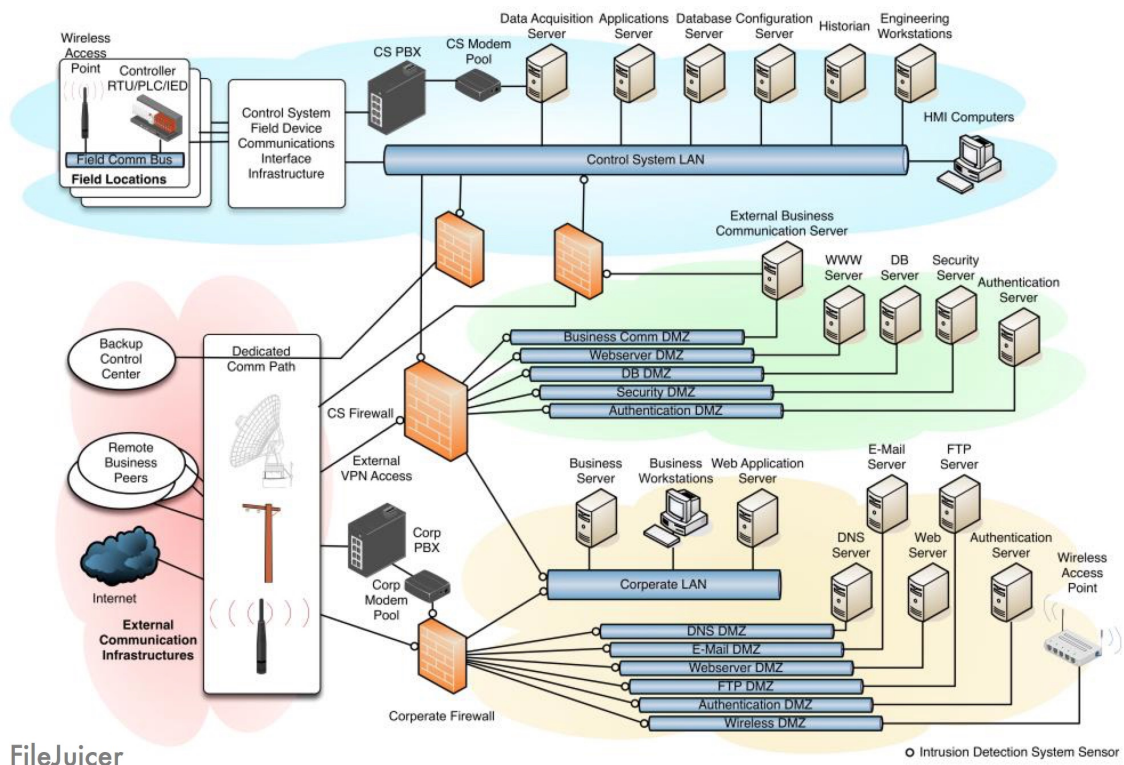 Data Acquisition
Server
Applications
Server
Database
Server
Configuration
Server
Historian
Engineering
Workstations
Wireless
Access
Point
Controller
RTU/PLC/IED
Field Comm Bus
Field Locations
Control System
Field Device
Communications
Interface
Infrastructure
CS PBX
CS Modem
Pool
HMI Computers
Control System LAN
External Business
Communication Server
WWW
Server
DB
Server
Security
Server
Authentication
Server
Business Comm DMZ
Webserver DMZ
DB DMZ
Security DMZ
Authentication DMZ
Backup
Control
Center
Dedicated
Comm Path
CS Firewall
External
VPN Access
Remote
Business
Peers
Internet
External
Communication
Infrastructures
Corp
PBX
Corp
Modem
Pool
Corporate Firewall
Business
Server
Business
Workstations
Web Application
Server
E-Mail
Server
FTP
Server
DNS
Server
Web
Server
Authentication
Server
Wireless
Access
Point
Corperate LAN
DNS DMZ
E-Mail DMZ
Webserver DMZ
FTP DMZ
Authentication DMZ
Wireless DMZ
FileJuicer
Intrusion Detection System Sensor